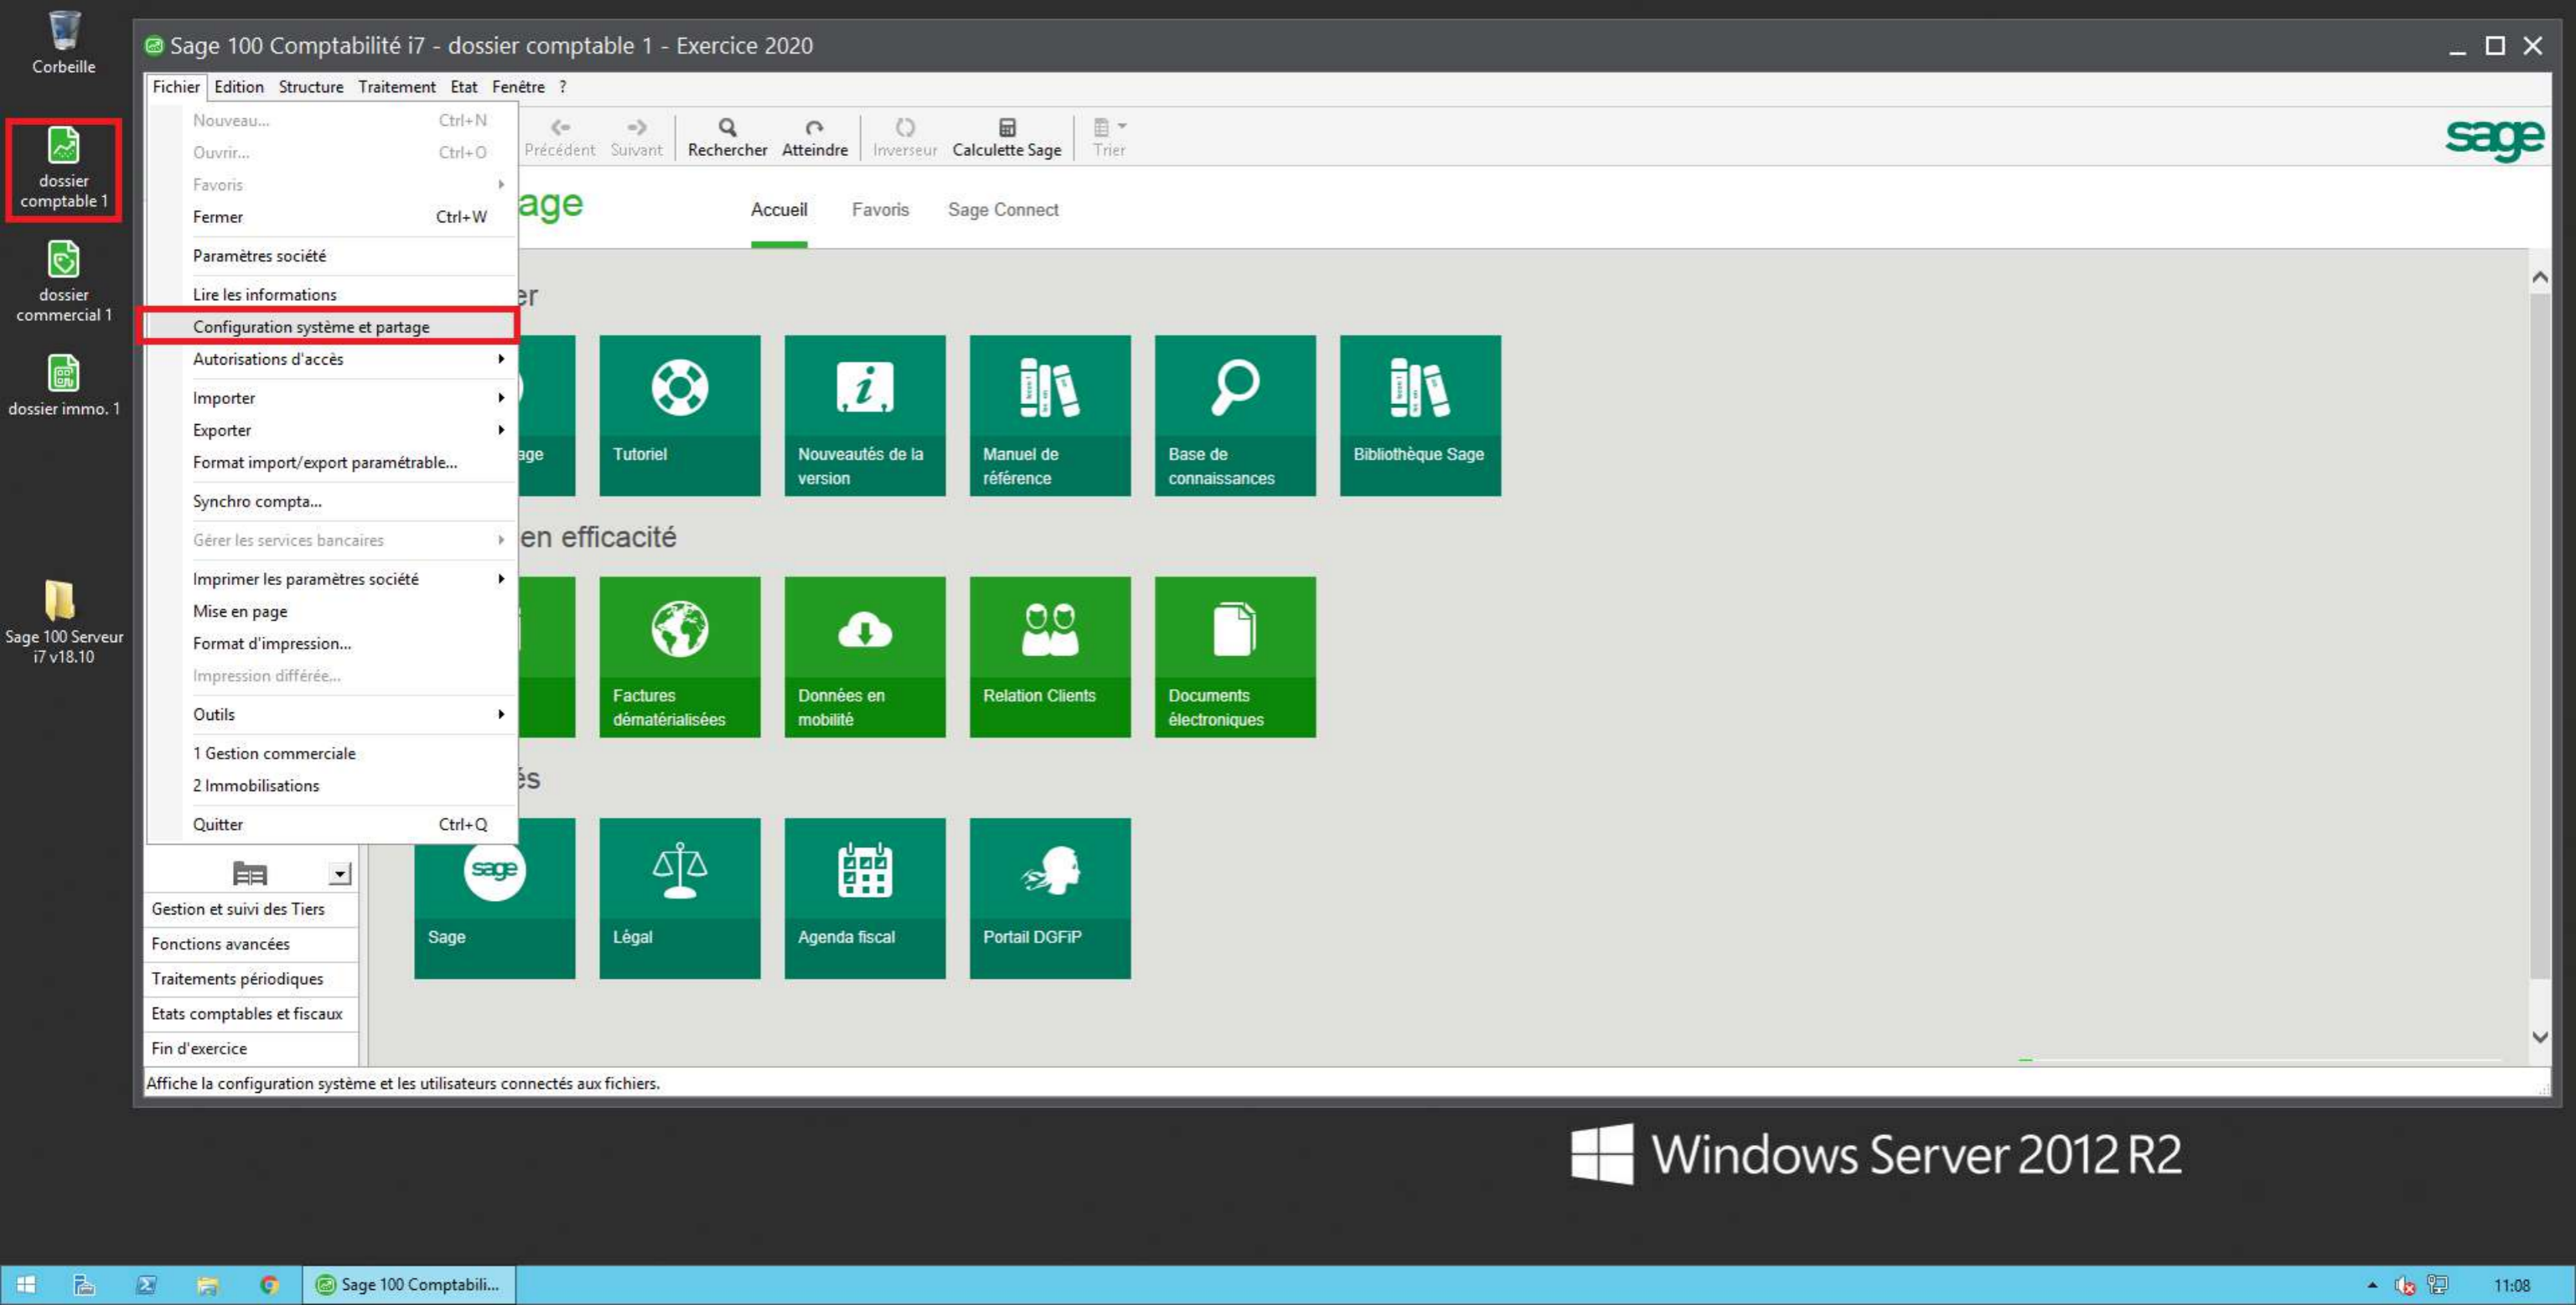 Corbeille
dossier
comptable 1
dossier
commercial 1
dossier immo. 1
Sage 100 Serveur
i7 v18.10
Sage 100 Comptabilité i7 - dossier comptable 1 - Exercice 2020
Fichier Edition Structure Traitement Etat Fenêtre ?
Nouveau... Ctrl+N
Ouvrir... Ctrl+O
Favoris
Fermer Ctrl+W
Paramètres société
Lire les informations
Configuration système et partage
Autorisations d'accès
Importer
Exporter
Format import/export paramétrable...
Synchro compta...
Gérer les services bancaires
Imprimer les paramètres société
Mise en page
Format d'impression...
Impression différée...
Outils
1 Gestion commerciale
2 Immobilisations
Quitter Ctrl+Q
Précédent Suivant Rechercher Atteindre Inverseur Calculette Sage Trier
sage
age
Accueil Favoris Sage Connect
er
age
Tutoriel
Nouveautés de la
version
Manuel de
référence
Base de
connaissances
Bibliothèque Sage
en efficacité
Factures
dématérialisées
Données en
mobilité
Relation Clients
Documents
électroniques
és
sage
Sage
Légal
Agenda fiscal
Portail DGFiP
Gestion et suivi des Tiers
Fonctions avancées
Traitements périodiques
Etats comptables et fiscaux
Fin d'exercice
Affiche la configuration système et les utilisateurs connectés aux fichiers.
Windows Server 2012 R2
Sage 100 Comptabili...
11:08